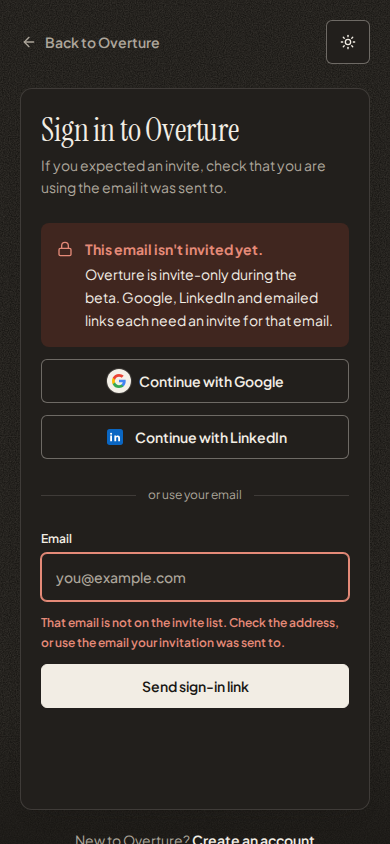 Back to Overture
Sign in to Overture
If you expected an invite, check that you are
using the email it was sent to.
This email isn't invited yet.
Overture is invite-only during the
beta. Google, LinkedIn and emailed
links each need an invite for that email.
Continue with Google
in Continue with LinkedIn
or use your email
Email
you@example.com
That email is not on the invite list. Check the address,
or use the email your invitation was sent to.
Send sign-in link
New to Overture? Create an account